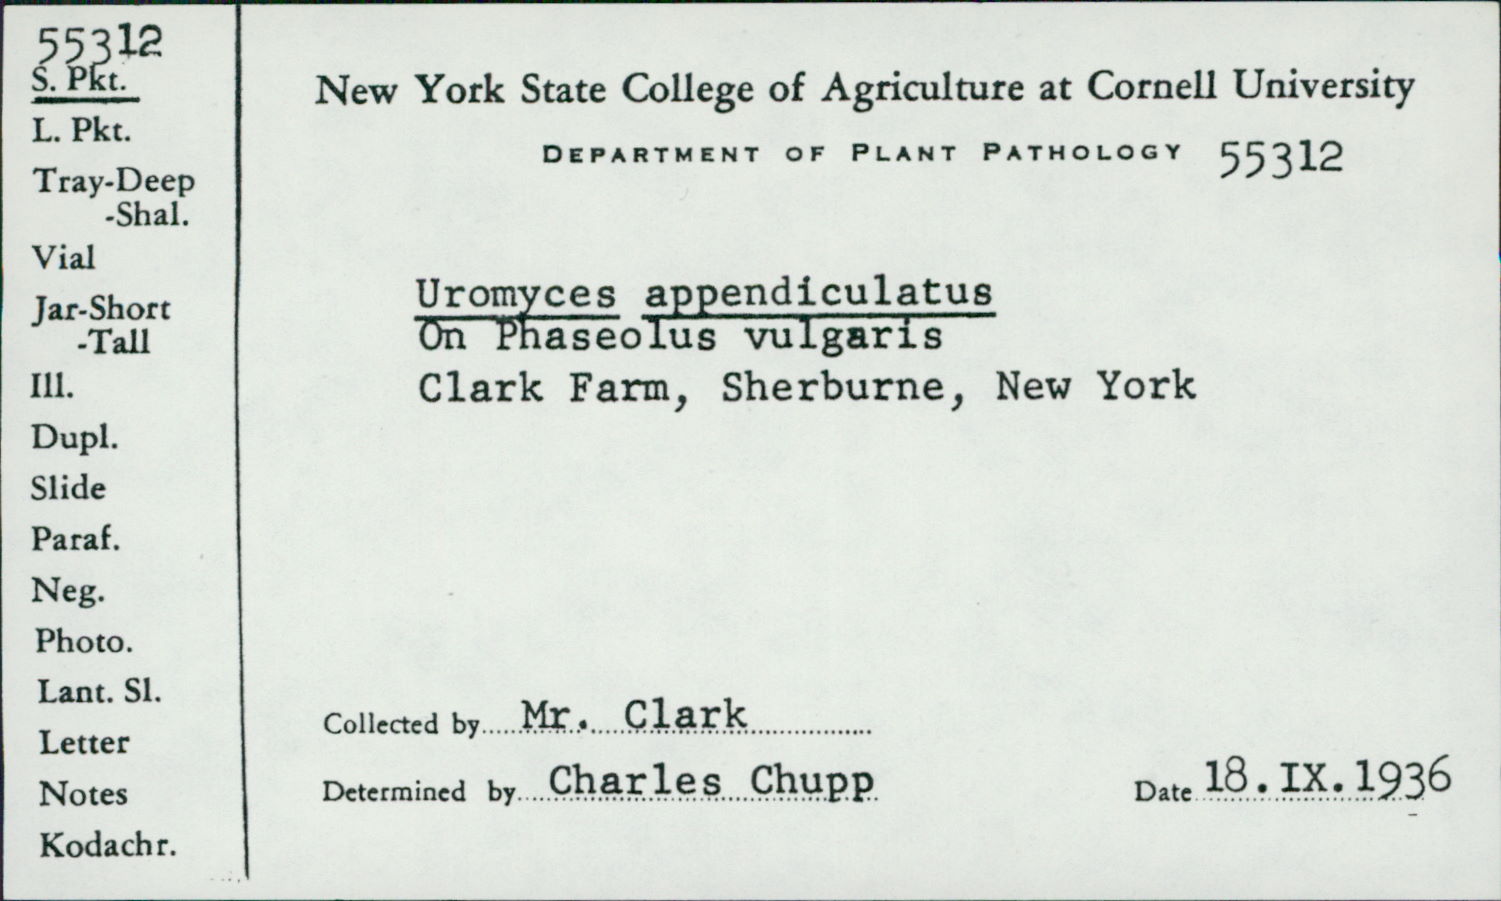 55312
S. Pkt.
L. Pkt.
Tray-Deep
-Shal.
Vial
Jar-Short
-Tall
Ill.
Dupl.
Slide
Paraf.
Neg.
Photo.
Lant. Sl.
Letter
Notes
Kodachr.
New York State College of Agriculture at Cornell University
DEPARTMENT OF PLANT PATHOLOGY 55312
Uromyces appendiculatus
On Phaseolus vulgaris
Clark Farm, Sherburne, New York
Collected by Mr. Clark
Determined by Charles Chupp
Date 18.IX.1936